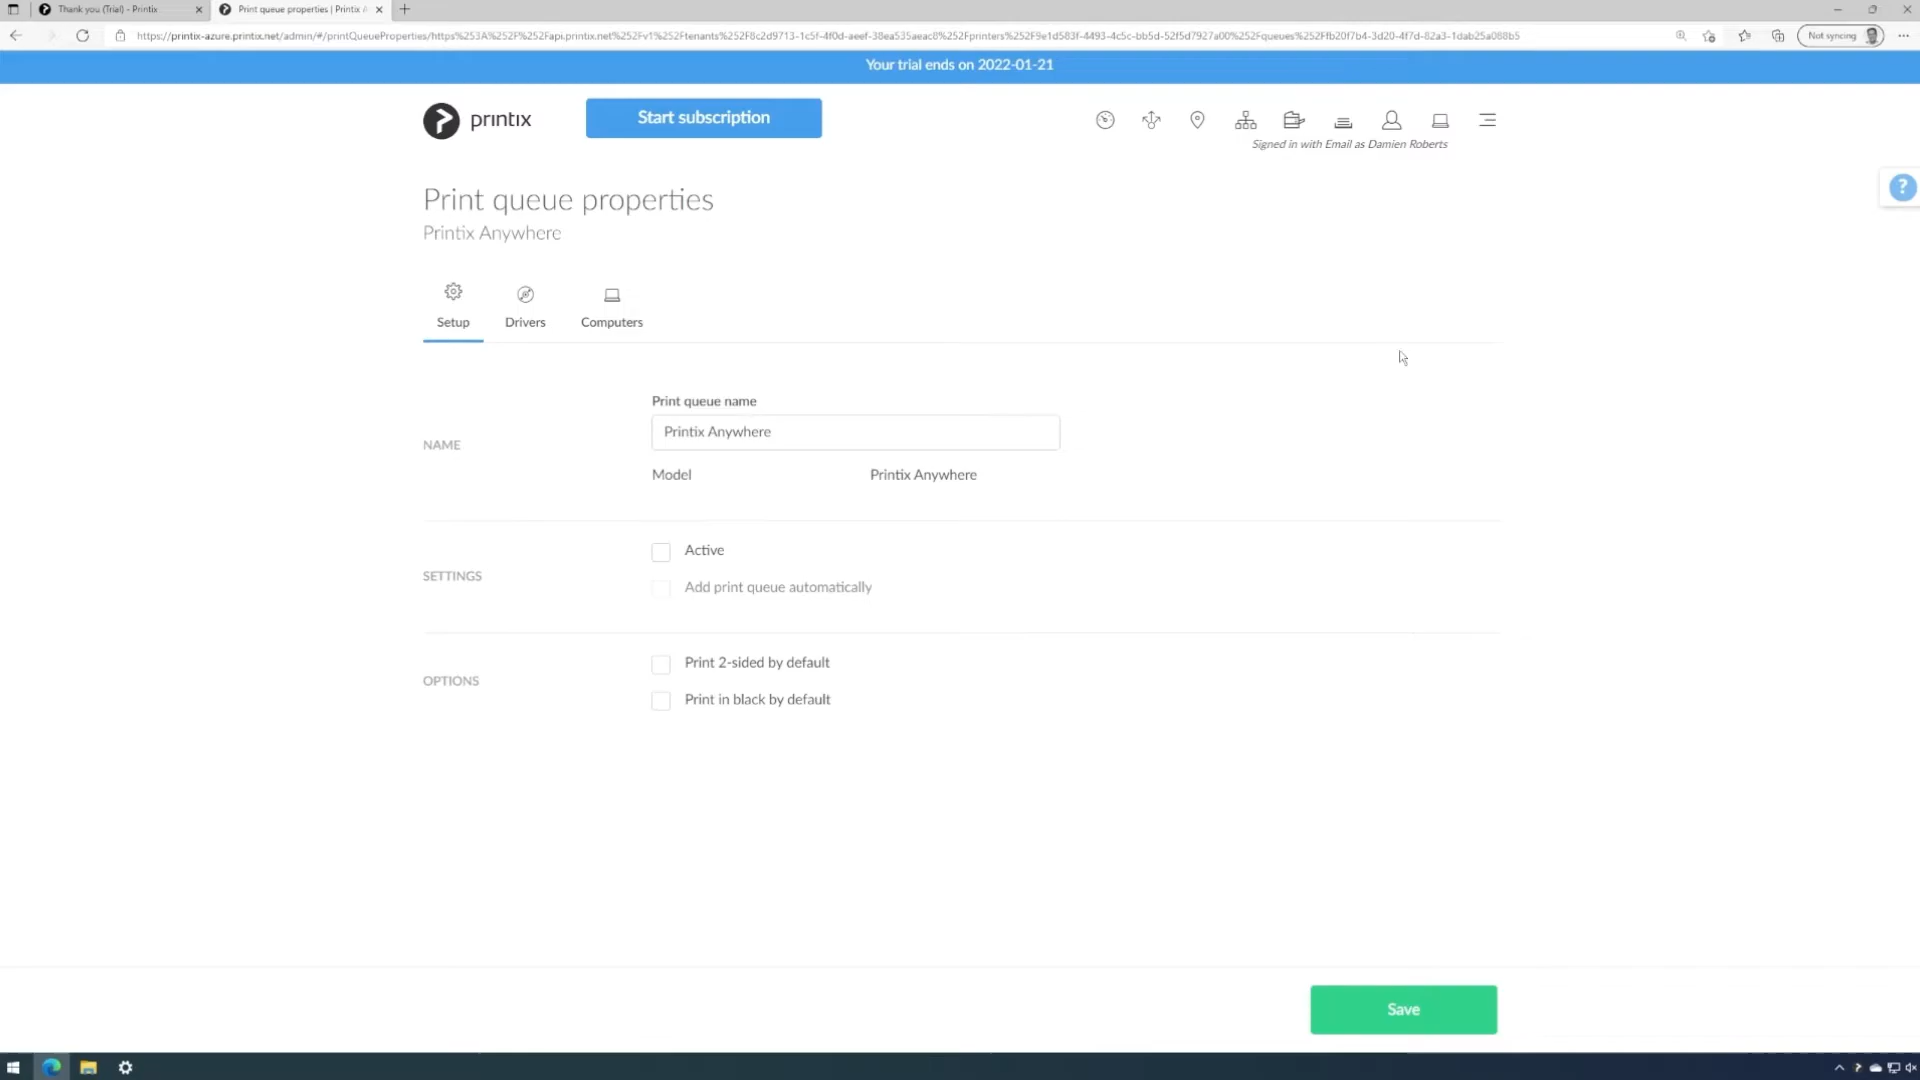 Thank you (Trial) - Printix
Print queue properties | Printix A
https://printix-azure.printix.net/admin/#/printQueueProperties/https%253A%252F%252Fapi.printix.net%252Fv1%252Ftenants%252F8c2d9713-1c5f-4f0d-aeef-38ea535aeac8%252Fprinters%252F9e1d583f-4493-4c5c-bb5d-52f5d7927a00%252Fqueues%252Ffb20f7b4-3d20-4f7d-82a3-1dab25a088b5
Not syncing
Your trial ends on 2022-01-21
printix
Start subscription
Signed in with Email as Damien Roberts
?
Print queue properties
Printix Anywhere
Setup
Drivers
Computers
Print queue name
NAME
Printix Anywhere
Model
Printix Anywhere
SETTINGS
Active
Add print queue automatically
OPTIONS
Print 2-sided by default
Print in black by default
Save